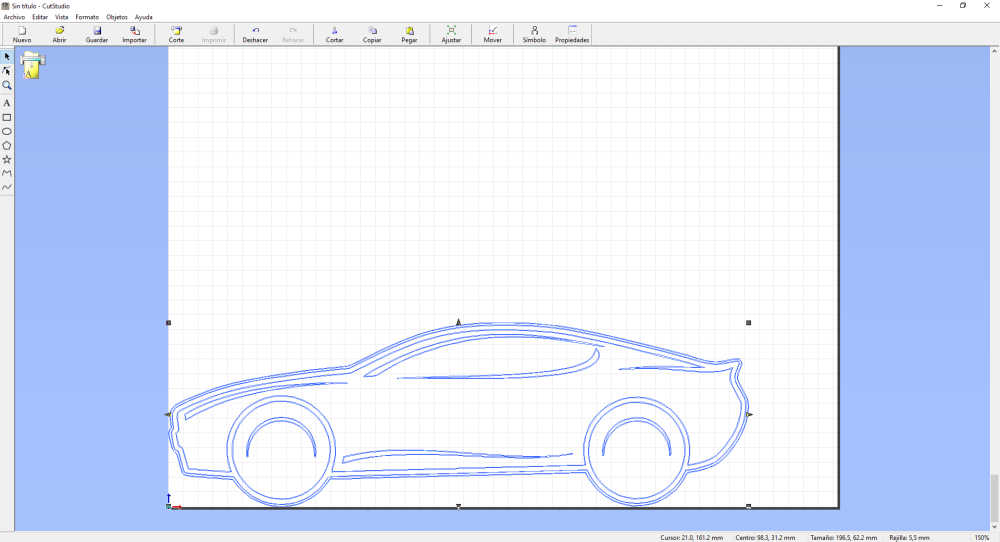 Sin título - CutStudio
Archivo Editar Vista Formato Objetos Ayuda
Nuevo Abrir Guardar Importar Corte Imprimir Deshacer Rehacer Cortar Copiar Pegar Ajustar Mover Símbolo Propiedades
A
A
Cursor: 21.0, 161.2 mm Centro: 98.3, 31.2 mm Tamaño: 196.5, 62.2 mm Rejilla: 5,5 mm 150%